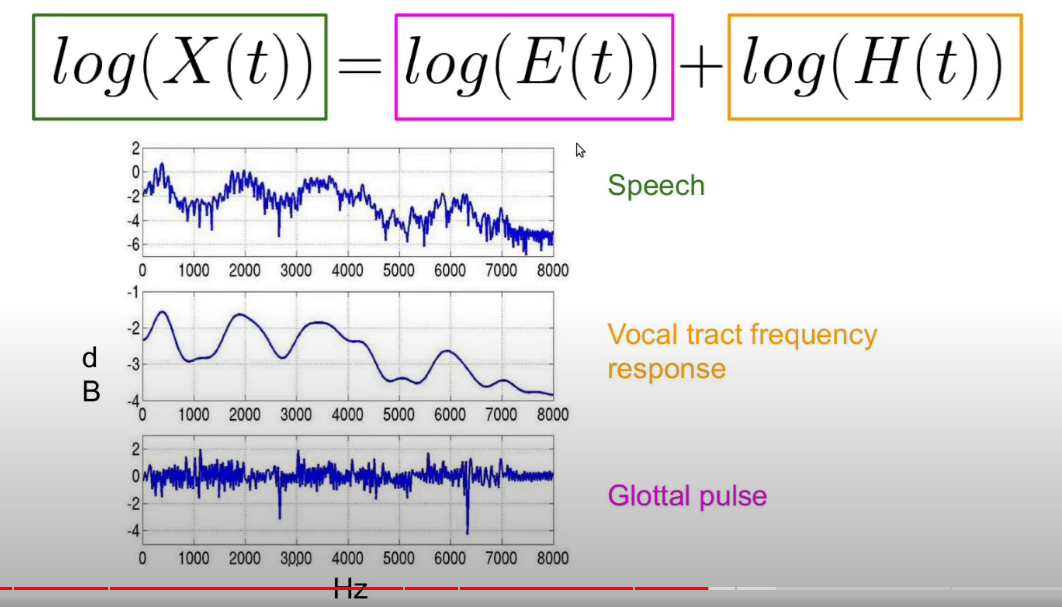 log(X(t)) = log(E(t)) + log(H(t))
2
0
-2
-4
-6
0 1000 2000 3000 4000 5000 6000 7000 8000
Speech
-1
-2
-3
-4
0 1000 2000 3000 4000 5000 6000 7000 8000
d
B
Vocal tract frequency
response
2
0
-2
-4
0 1000 2000 3000 4000 5000 6000 7000 8000
Glottal pulse
Hz